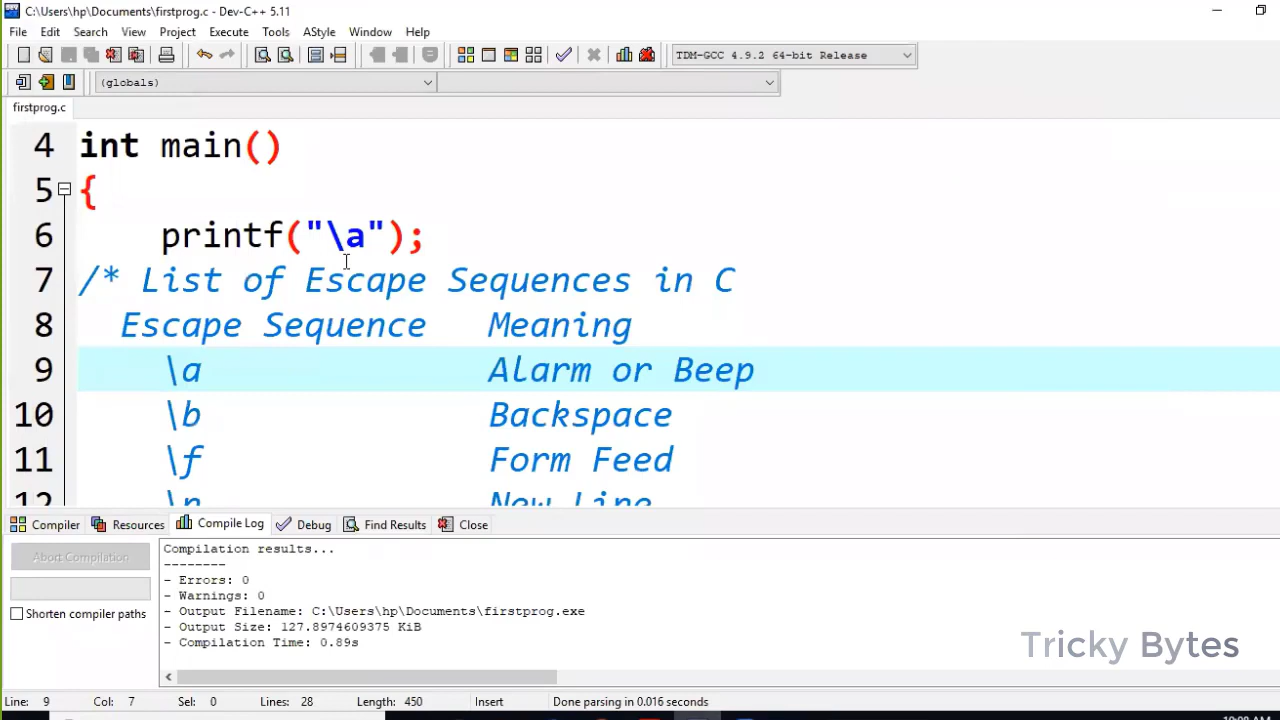 C:\Users\hp\Documents\firstprog.c - Dev-C++ 5.11
File Edit Search View Project Execute Tools AStyle Window Help
TDM-GCC 4.9.2 64-bit Release
(globals)
firstprog.c
4 int main()
5 {
6 printf("\a");
7 /* List of Escape Sequences in C
8 Escape Sequence Meaning
9 \a Alarm or Beep
10 \b Backspace
11 \f Form Feed
12 \n New Line
Compiler Resources Compile Log Debug Find Results Close
Abort Compilation
Shorten compiler paths
Compilation results...
--------
- Errors: 0
- Warnings: 0
- Output Filename: C:\Users\hp\Documents\firstprog.exe
- Output Size: 127.8974609375 KiB
- Compilation Time: 0.89s
Tricky Bytes
Line: 9 Col: 7 Sel: 0 Lines: 28 Length: 450 Insert Done parsing in 0.016 seconds